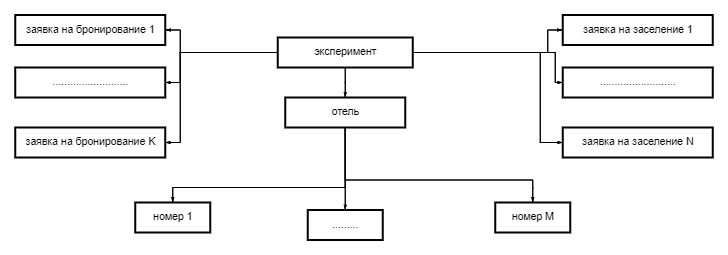 заявка на бронирование 1
эксперимент
заявка на заселение 1
..........................
..........................
отель
заявка на бронирование K
заявка на заселение N
номер 1
.........
номер M